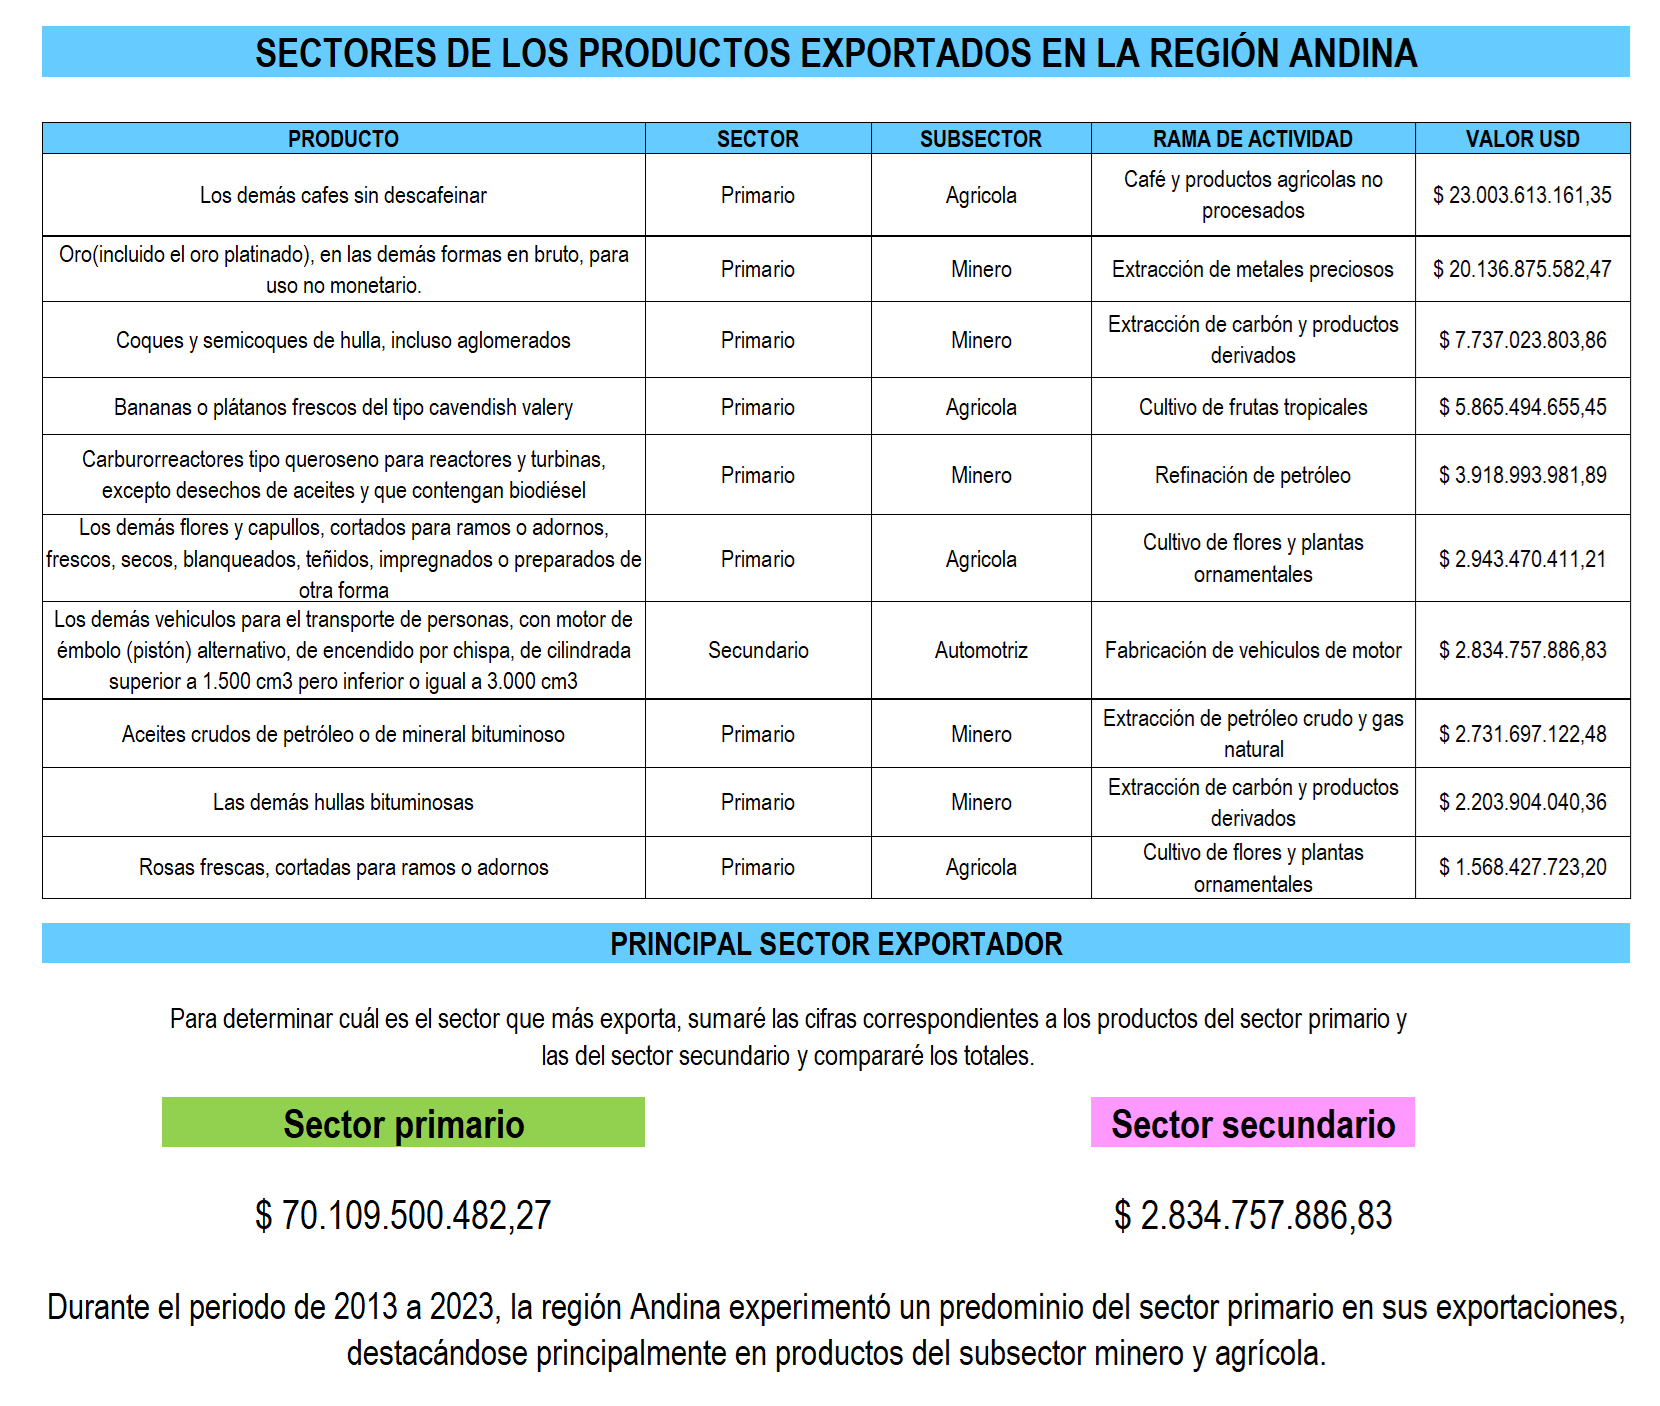 SECTORES DE LOS PRODUCTOS EXPORTADOS EN LA REGIÓN ANDINA
PRODUCTO SECTOR SUBSECTOR RAMA DE ACTIVIDAD VALOR USD
Los demás cafes sin descafeinar Primario Agricola Café y productos agricolas no procesados $ 23.003.613.161,35
Oro(incluido el oro platinado), en las demás formas en bruto, para uso no monetario. Primario Minero Extracción de metales preciosos $ 20.136.875.582,47
Coques y semicoques de hulla, incluso aglomerados Primario Minero Extracción de carbón y productos derivados $ 7.737.023.803,86
Bananas o plátanos frescos del tipo cavendish valery Primario Agricola Cultivo de frutas tropicales $ 5.865.494.655,45
Carburorreactores tipo queroseno para reactores y turbinas, excepto desechos de aceites y que contengan biodiésel Primario Minero Refinación de petróleo $ 3.918.993.981,89
Los demás flores y capullos, cortados para ramos o adornos, frescos, secos, blanqueados, teñidos, impregnados o preparados de otra forma Primario Agricola Cultivo de flores y plantas ornamentales $ 2.943.470.411,21
Los demás vehiculos para el transporte de personas, con motor de émbolo (pistón) alternativo, de encendido por chispa, de cilindrada superior a 1.500 cm3 pero inferior o igual a 3.000 cm3 Secundario Automotriz Fabricación de vehiculos de motor $ 2.834.757.886,83
Aceites crudos de petróleo o de mineral bituminoso Primario Minero Extracción de petróleo crudo y gas natural $ 2.731.697.122,48
Las demás hullas bituminosas Primario Minero Extracción de carbón y productos derivados $ 2.203.904.040,36
Rosas frescas, cortadas para ramos o adornos Primario Agricola Cultivo de flores y plantas ornamentales $ 1.568.427.723,20
PRINCIPAL SECTOR EXPORTADOR
Para determinar cuál es el sector que más exporta, sumaré las cifras correspondientes a los productos del sector primario y
las del sector secundario y compararé los totales.
Sector primario Sector secundario
$ 70.109.500.482,27 $ 2.834.757.886,83
Durante el periodo de 2013 a 2023, la región Andina experimentó un predominio del sector primario en sus exportaciones,
destacándose principalmente en productos del subsector minero y agrícola.